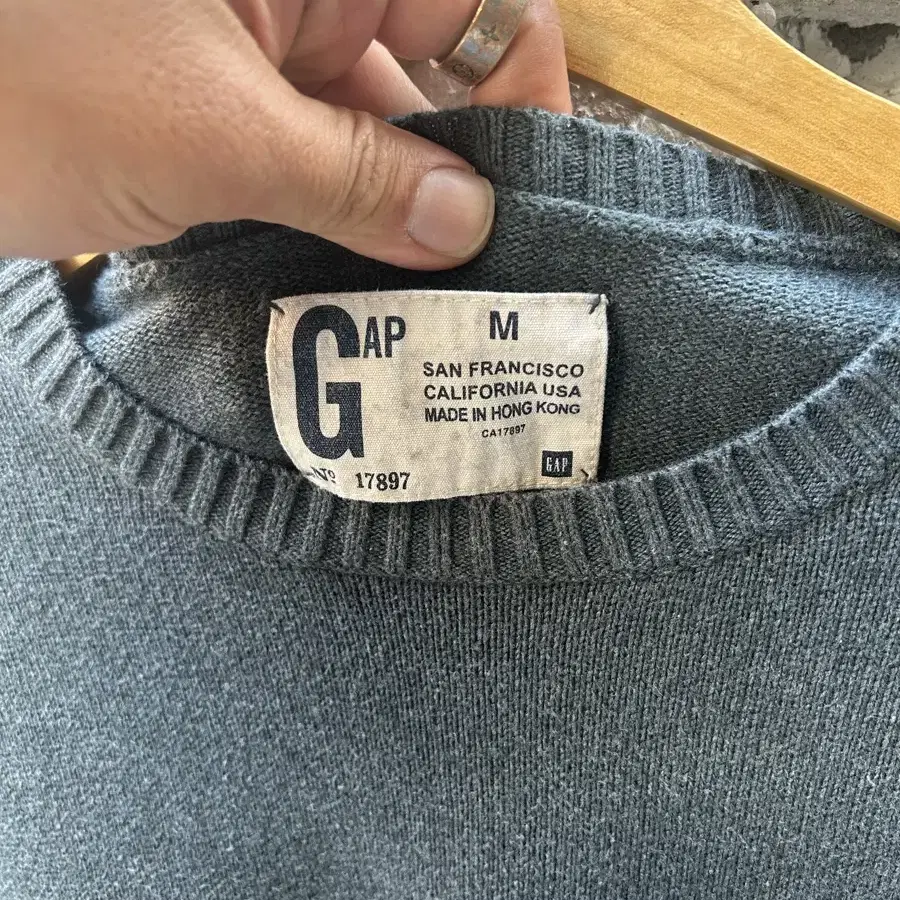 GAP
M
SAN FRANCISCO
CALIFORNIA USA
MADE IN HONG KONG
CA17897
GAP
Nº 17897